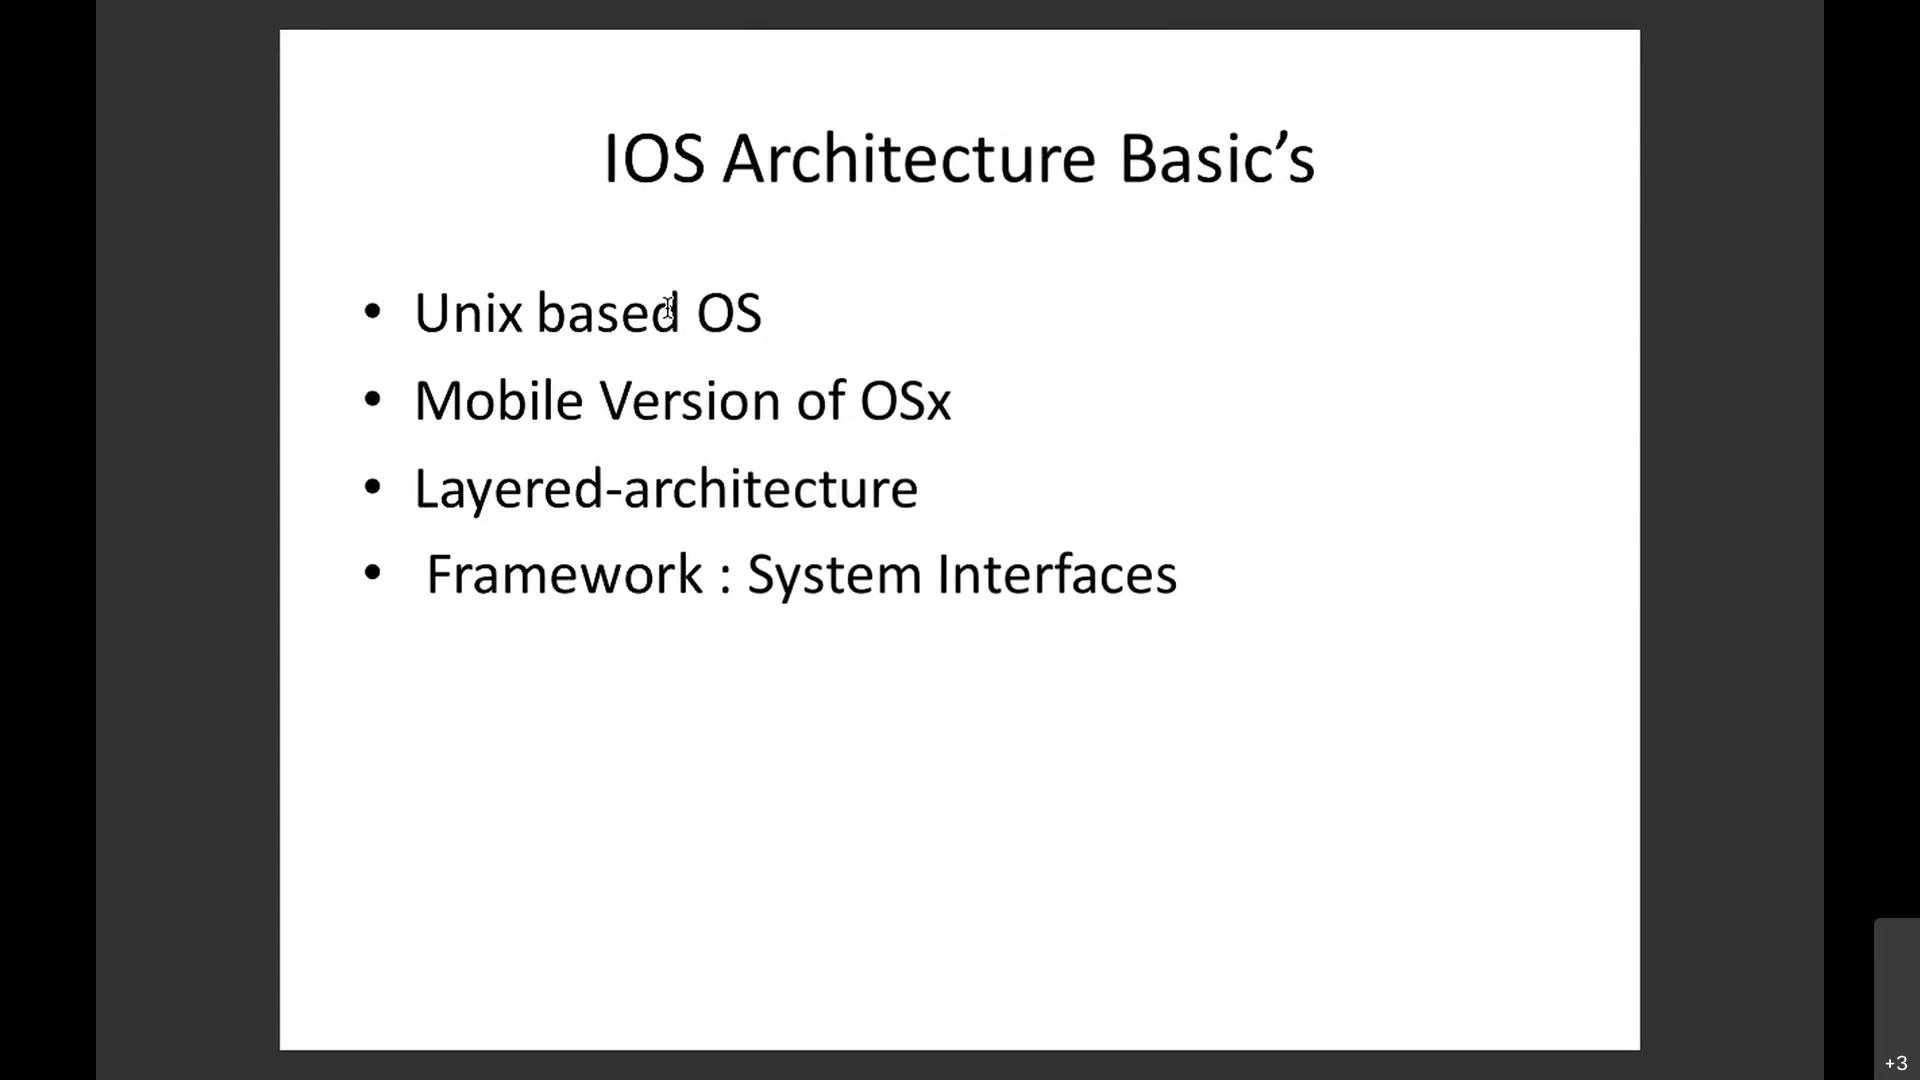 IOS Architecture Basic’s
• Unix based OS
• Mobile Version of OSx
• Layered-architecture
• Framework : System Interfaces
+3